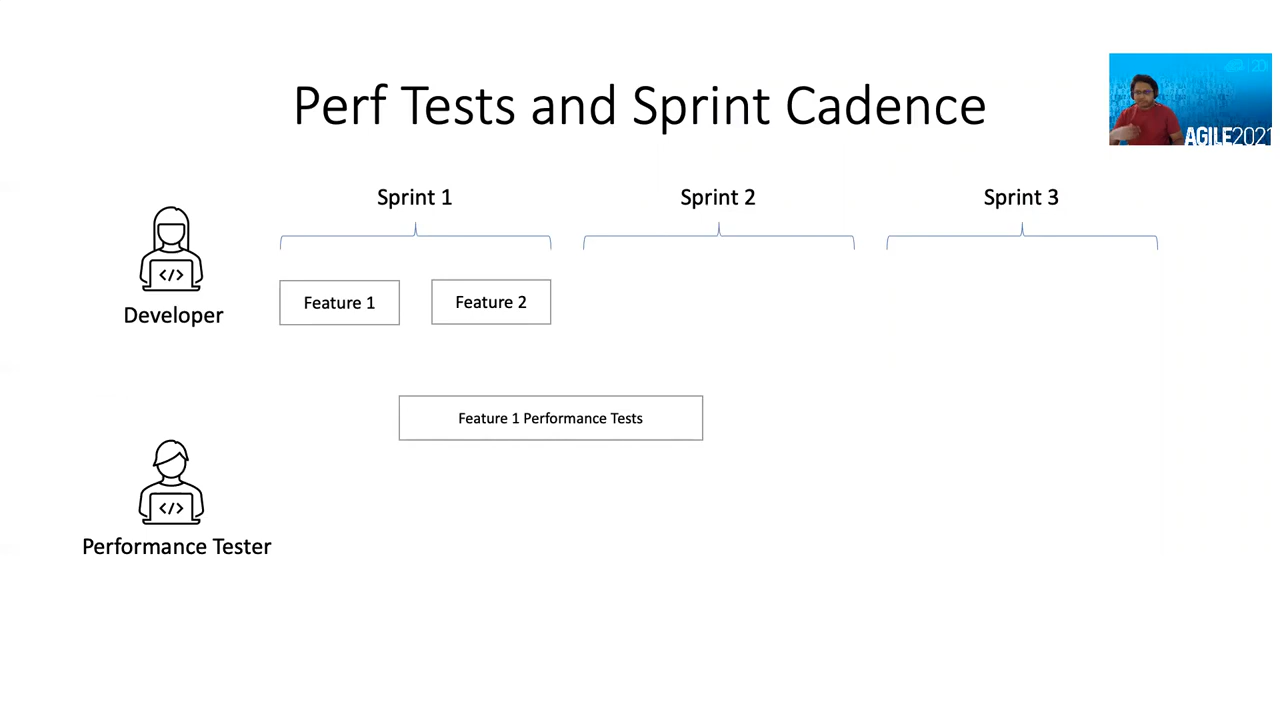 Perf Tests and Sprint Cadence
AGILE2021
Sprint 1
Sprint 2
Sprint 3
</>
Developer
Feature 1
Feature 2
Feature 1 Performance Tests
</>
Performance Tester